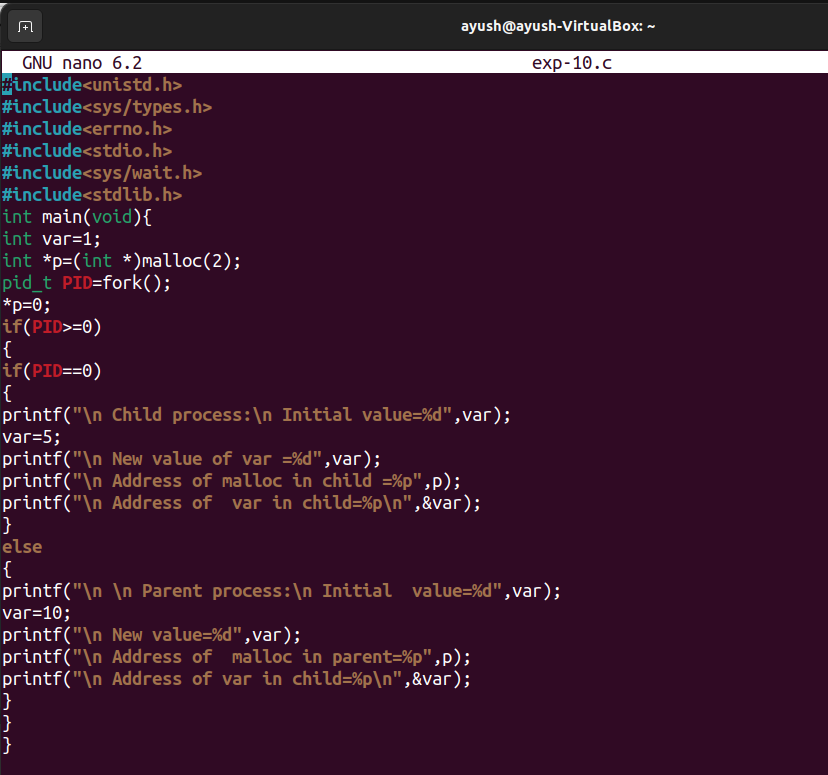 ayush@ayush-VirtualBox: ~
GNU nano 6.2 exp-10.c
#include<unistd.h>
#include<sys/types.h>
#include<errno.h>
#include<stdio.h>
#include<sys/wait.h>
#include<stdlib.h>
int main(void){
int var=1;
int *p=(int *)malloc(2);
pid_t PID=fork();
*p=0;
if(PID>=0)
{
if(PID==0)
{
printf("\n Child process:\n Initial value=%d",var);
var=5;
printf("\n New value of var =%d",var);
printf("\n Address of malloc in child =%p",p);
printf("\n Address of  var in child=%p\n",&var);
}
else
{
printf("\n \n Parent process:\n Initial  value=%d",var);
var=10;
printf("\n New value=%d",var);
printf("\n Address of  malloc in parent=%p",p);
printf("\n Address of var in child=%p\n",&var);
}
}
}